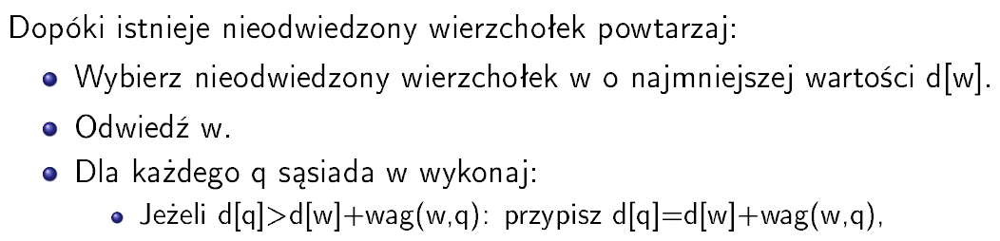 Dopóki istnieje nieodwiedzony wierzchołek powtarzaj:
Wybierz nieodwiedzony wierzchołek w o najmniejszej wartości d[w].
Odwiedź w.
Dla każdego q sąsiada w wykonaj:
Jeżeli d[q]>d[w]+wag(w,q): przypisz d[q]=d[w]+wag(w,q),